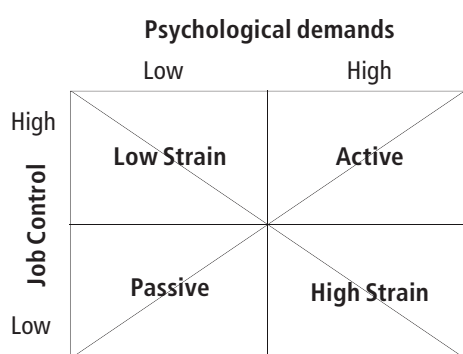 Psychological demands
Low High
High
Low Strain Active
Job Control
Passive High Strain
Low